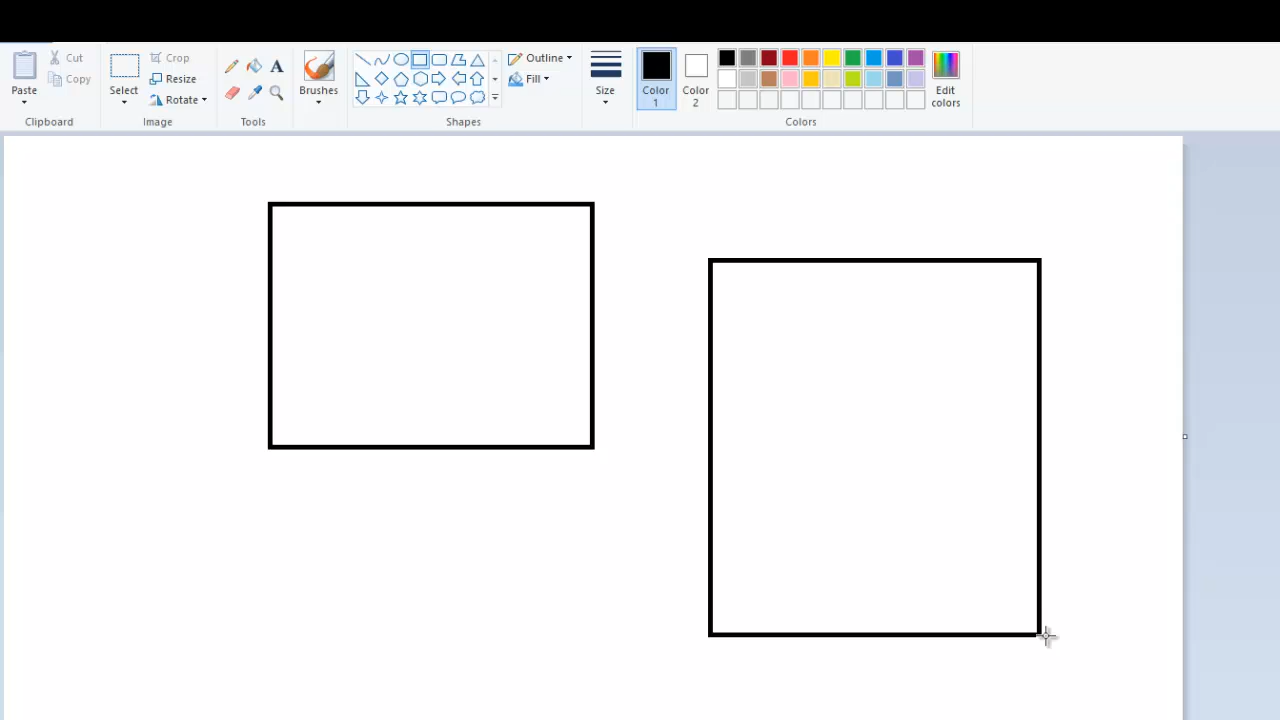 Paste
Cut
Copy
Clipboard
Select
Crop
Resize
Rotate
Image
A
Tools
Brushes
Shapes
Outline
Fill
Size
Color
1
Color
2
Edit
colors
Colors